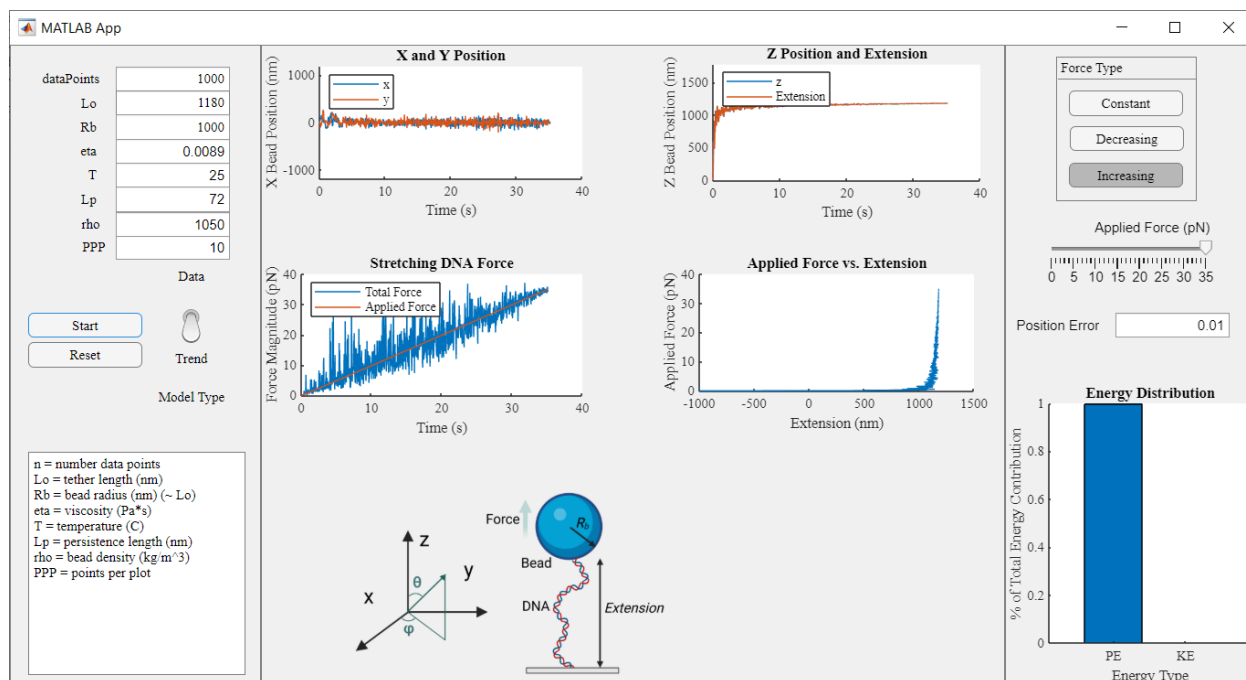 MATLAB App
dataPoints 1000
Lo 1180
Rb 1000
eta 0.0089
T 25
Lp 72
rho 1050
PPP 10
Data
Start
Reset
Trend
Model Type
n = number data points
Lo = tether length (nm)
Rb = bead radius (nm) (~ Lo)
eta = viscosity (Pa*s)
T = temperature (C)
Lp = persistence length (nm)
rho = bead density (kg/m^3)
PPP = points per plot
X and Y Position
X Bead Position (nm)
1000
0
-1000
x
y
0 10 20 30 40
Time (s)
Z Position and Extension
Z Bead Position (nm)
1500
1000
500
0
z
Extension
0 10 20 30 40
Time (s)
Stretching DNA Force
Force Magnitude (pN)
40
30
20
10
0
Total Force
Applied Force
0 10 20 30 40
Time (s)
Applied Force vs. Extension
Applied Force (pN)
40
30
20
10
0
-1000 -500 0 500 1000 1500
Extension (nm)
z
y
x
θ
φ
Force
Rb
Bead
DNA
Extension
Force Type
Constant
Decreasing
Increasing
Applied Force (pN)
0 5 10 15 20 25 30 35
Position Error 0.01
Energy Distribution
% of Total Energy Contribution
1
0.8
0.6
0.4
0.2
0
PE KE
Energy Type